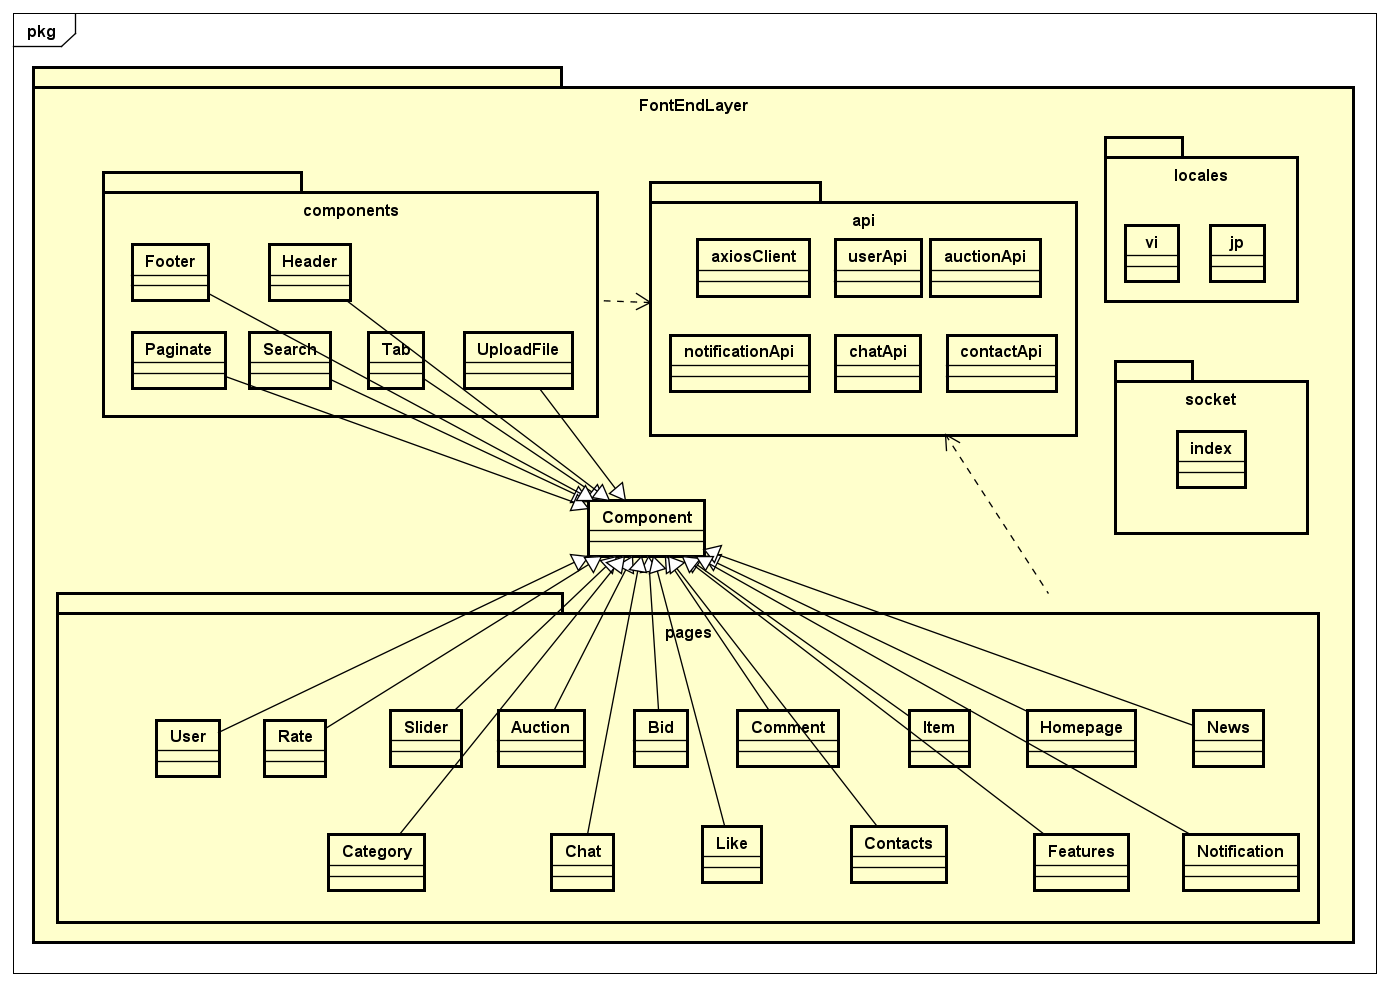 pkg
FontEndLayer
components
Footer
Header
Paginate
Search
Tab
UploadFile
api
axiosClient
userApi
auctionApi
notificationApi
chatApi
contactApi
locales
vi
jp
socket
index
Component
pages
User
Rate
Slider
Auction
Bid
Comment
Item
Homepage
News
Category
Chat
Like
Contacts
Features
Notification